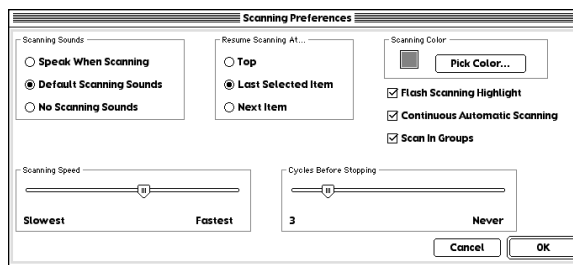 Scanning Preferences
Scanning Sounds
Speak When Scanning
Default Scanning Sounds
No Scanning Sounds
Resume Scanning At...
Top
Last Selected Item
Next Item
Scanning Color
Pick Color...
Flash Scanning Highlight
Continuous Automatic Scanning
Scan In Groups
Scanning Speed
Slowest Fastest
Cycles Before Stopping
3 Never
Cancel OK